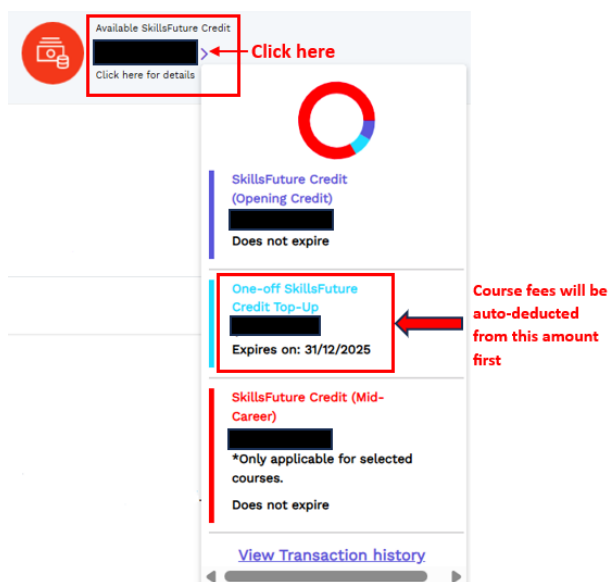 Available SkillsFuture Credit
Click here
Click here for details
SkillsFuture Credit
(Opening Credit)
Does not expire
One-off SkillsFuture
Credit Top-Up
Expires on: 31/12/2025
Course fees will be
auto-deducted
from this amount
first
SkillsFuture Credit (Mid-
Career)
*Only applicable for selected
courses.
Does not expire
View Transaction history